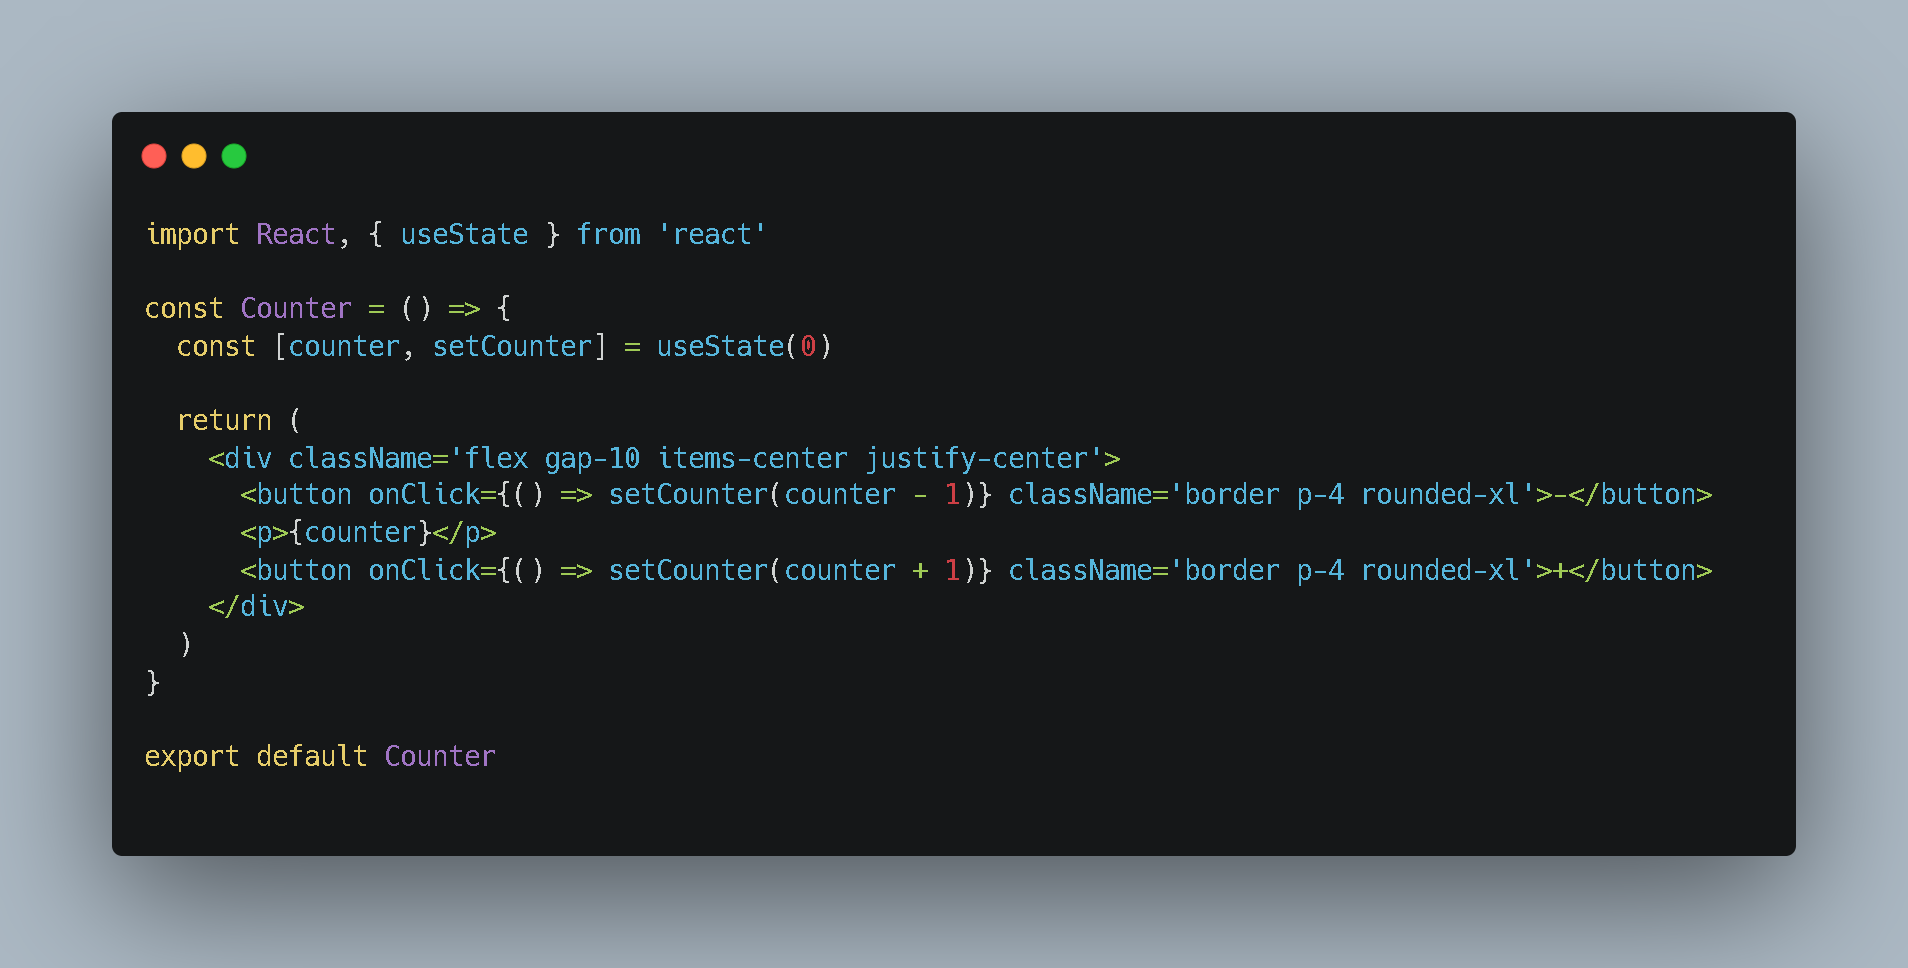 import React, { useState } from 'react'
const Counter = () => {
  const [counter, setCounter] = useState(0)
  return (
    <div className='flex gap-10 items-center justify-center'>
      <button onClick={() => setCounter(counter - 1)} className='border p-4 rounded-xl'>-</button>
      <p>{counter}</p>
      <button onClick={() => setCounter(counter + 1)} className='border p-4 rounded-xl'>+</button>
    </div>
  )
}
export default Counter